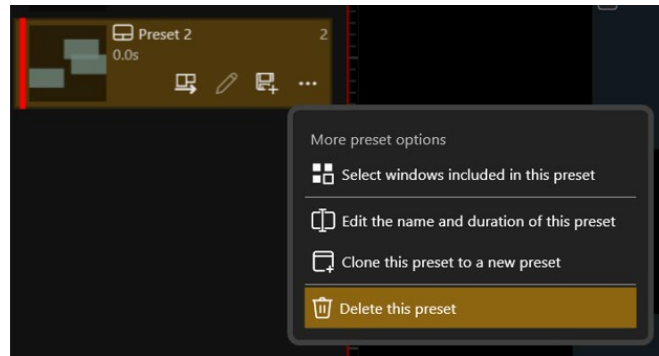 Preset 2 2
0.0s
More preset options
Select windows included in this preset
Edit the name and duration of this preset
Clone this preset to a new preset
Delete this preset